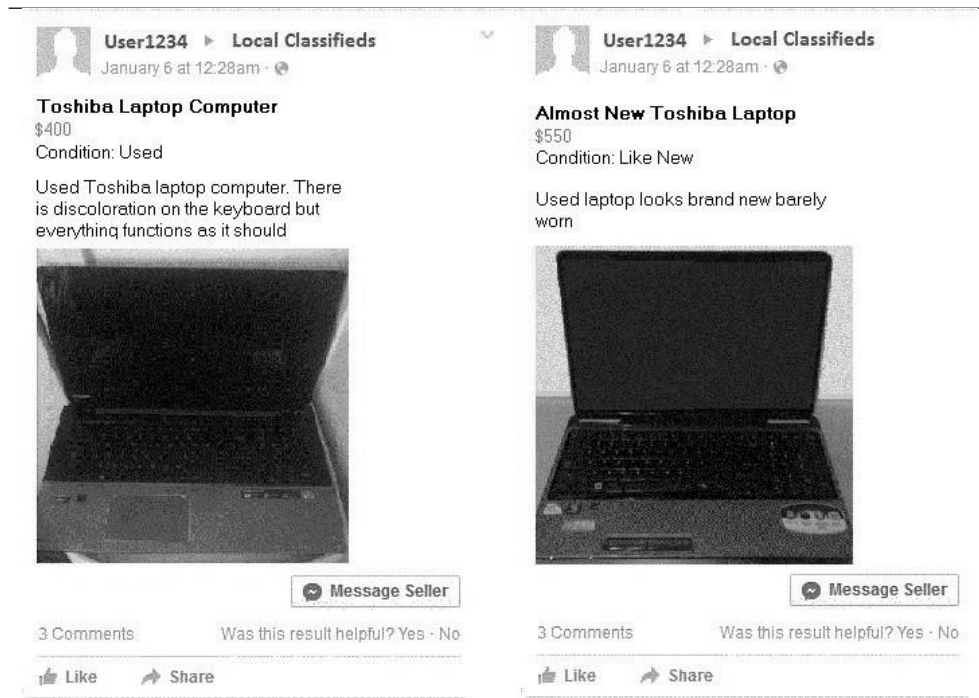 User1234 ▸ Local Classifieds
January 6 at 12:28am ·
Toshiba Laptop Computer
$400
Condition: Used
Used Toshiba laptop computer. There
is discoloration on the keyboard but
everything functions as it should
Message Seller
3 Comments Was this result helpful? Yes · No
Like Share
User1234 ▸ Local Classifieds
January 6 at 12:28am ·
Almost New Toshiba Laptop
$550
Condition: Like New
Used laptop looks brand new barely
worn
Message Seller
3 Comments Was this result helpful? Yes · No
Like Share